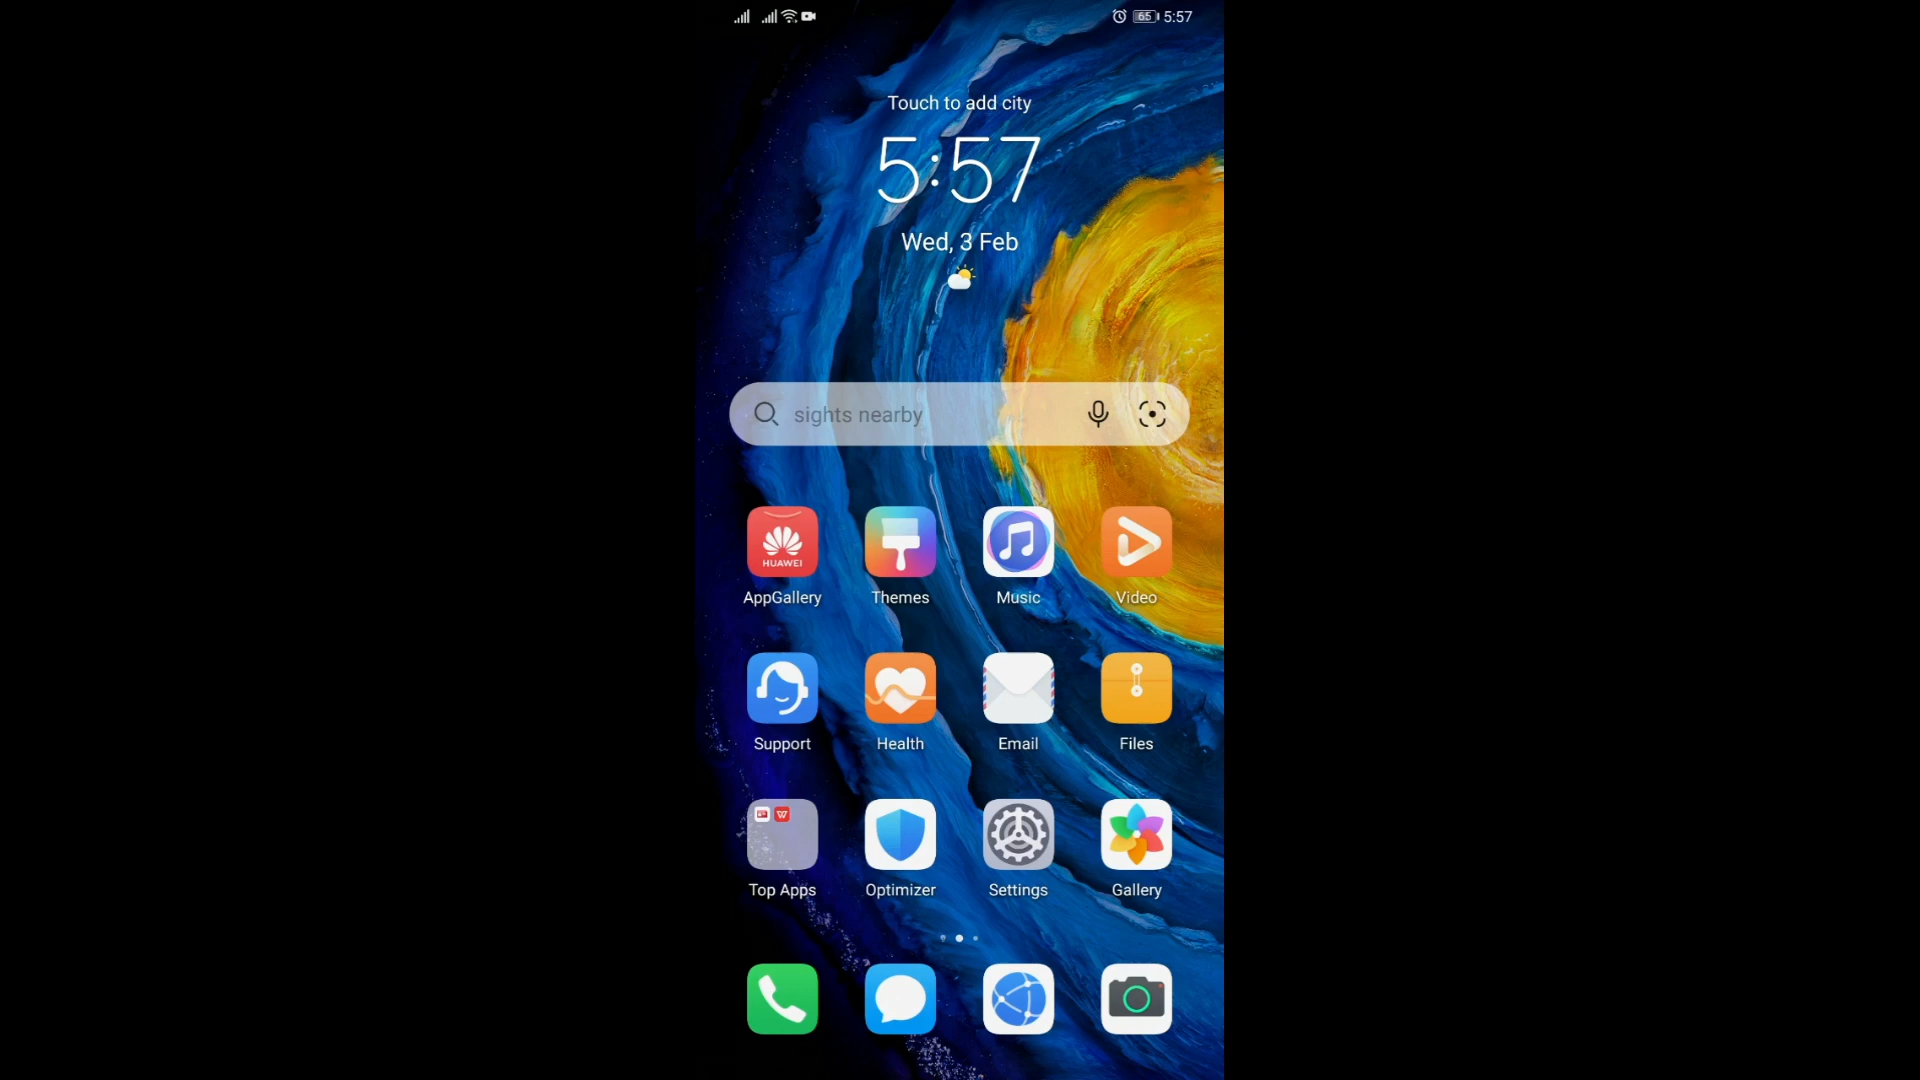 65 5:57
Touch to add city
5:57
Wed, 3 Feb
sights nearby
HUAWEI
AppGallery Themes Music Video
Support Health Email Files
W
Top Apps Optimizer Settings Gallery